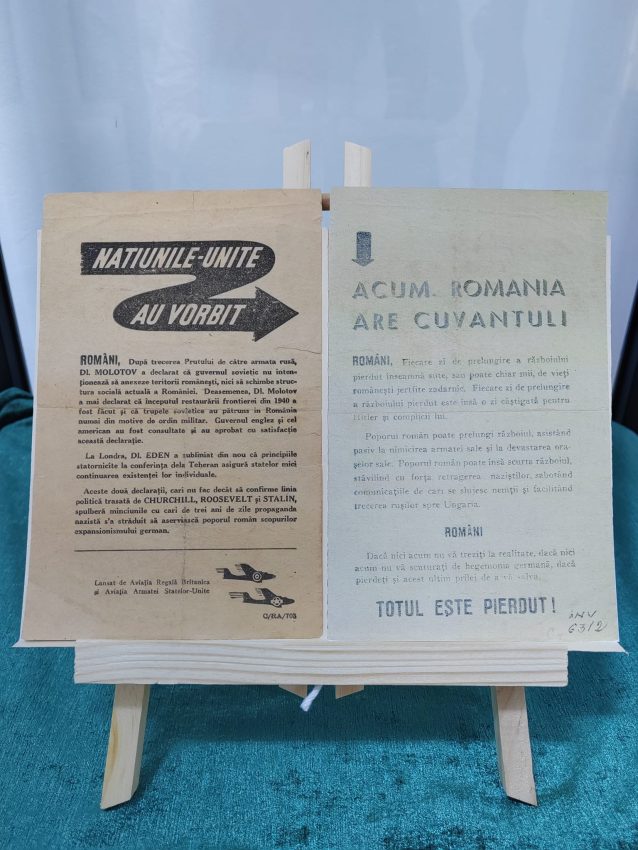 NAȚIUNILE-UNITE
AU VORBIT
ROMÂNI, După trecerea Prutului de către armata rusă,
Dl. MOLOTOV a declarat că guvernul sovietic nu inten-
ționează să anexeze teritorii românești, nici să schimbe struc-
tura socială actuală a României. Deasemenea, Dl. Molotov
a mai declarat că începutul restaurării frontierei din 1940 a
fost făcut și că trupele sovietice au pătruns în România
numai din motive de ordin militar. Guvernul englez și cel
american au fost consultate și au aprobat cu satisfacție
această declarație.
La Londra, Dl. EDEN a subliniat din nou că principiile
statornicite la conferința dela Teheran asigură statelor mici
continuarea existenței lor individuale.
Aceste două declarații, cari nu fac decât să confirme linia
politică trasată de CHURCHILL, ROOSEVELT și STALIN,
spulberă minciunile cu cari de trei ani de zile propaganda
nazistă s'a străduit să aservească poporul român scopurilor
expansionismului german.
Lansat de Aviația Regală Britanica
și Aviația Armatei Statelor-Unite
G/RA/703
ACUM. ROMANIA
ARE CUVANTUL!
ROMÂNI, Fiecare zi de prelungire a războiului
pierdut înseamnă sute, sau poate chiar mii, de vieți
românești jertfite zadarnic. Fiecare zi de prelungire
a războiului pierdut este însă o zi câștigată pentru
Hitler și complicii lui.
Poporul român poate prelungi războiul, asistând
pasiv la nimicirea armatei sale și la devastarea ora-
șelor sale. Poporul român poate însă scurta războiul,
stăvilind cu forța retragerea naziștilor, sabotând
comunicațiile de cari se slujesc nemții și facilitând
trecerea rușilor spre Ungaria.
ROMÂNI
Dacă nici acum nu vă treziți la realitate, dacă nici
acum nu vă scuturați de hegemonia germană, dacă
pierdeți și acest ultim prilej de a vă salva,
TOTUL EȘTE PIERDUT!
INV
6312